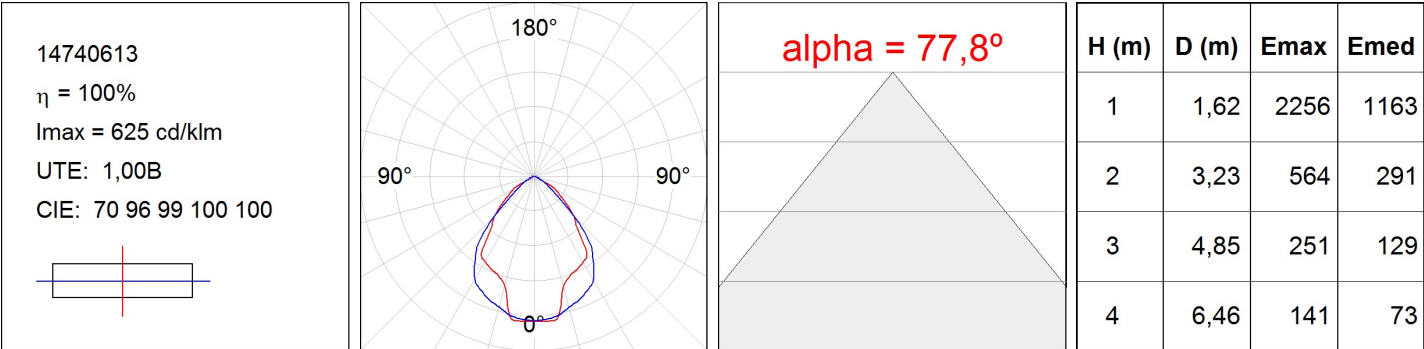 14740613
η = 100%
Imax = 625 cd/klm
UTE: 1,00B
CIE: 70 96 99 100 100
180°
90° 90°
0°
alpha = 77,8º
H (m) D (m) Emax Emed
1 1,62 2256 1163
2 3,23 564 291
3 4,85 251 129
4 6,46 141 73